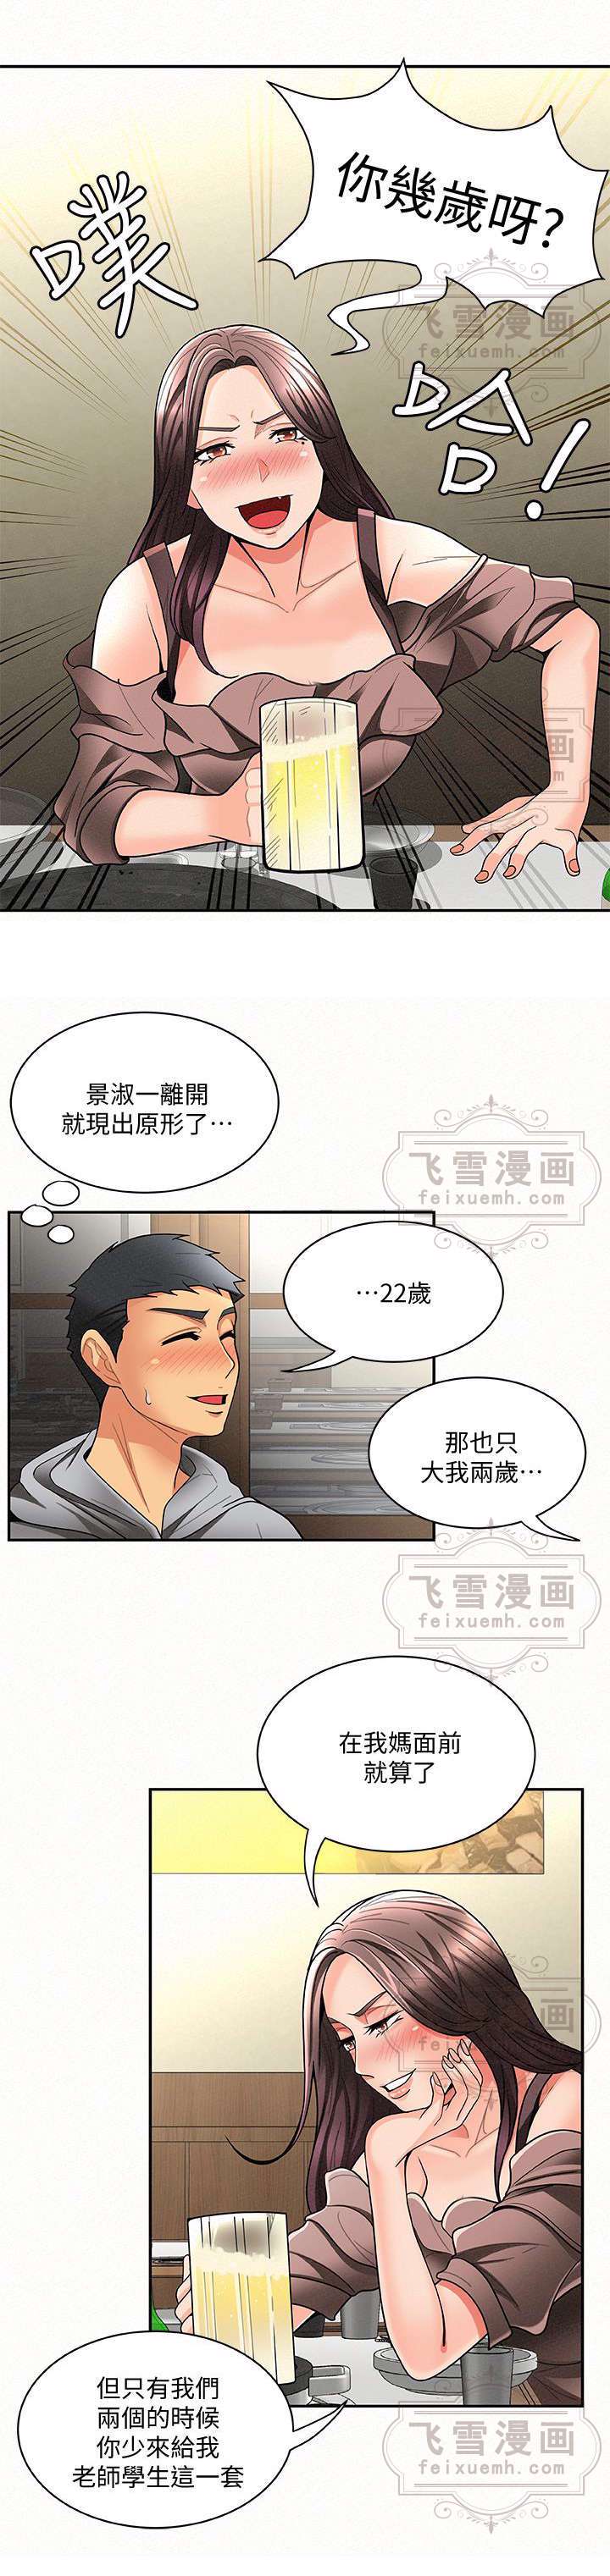 你幾歲呀?
噗
飞雪漫画
feixuemh.com
哈!
漫画
景淑一離開
就現出原形了…
飞雪漫画
feixuemh.com
…22歲
那也只
大我兩歲…
飞雪漫画
feixuemh.com
在我媽面前
就算了
但只有我們
兩個的時候
你少來給我
老師學生這一套
飞雪漫画
feixuemh.com